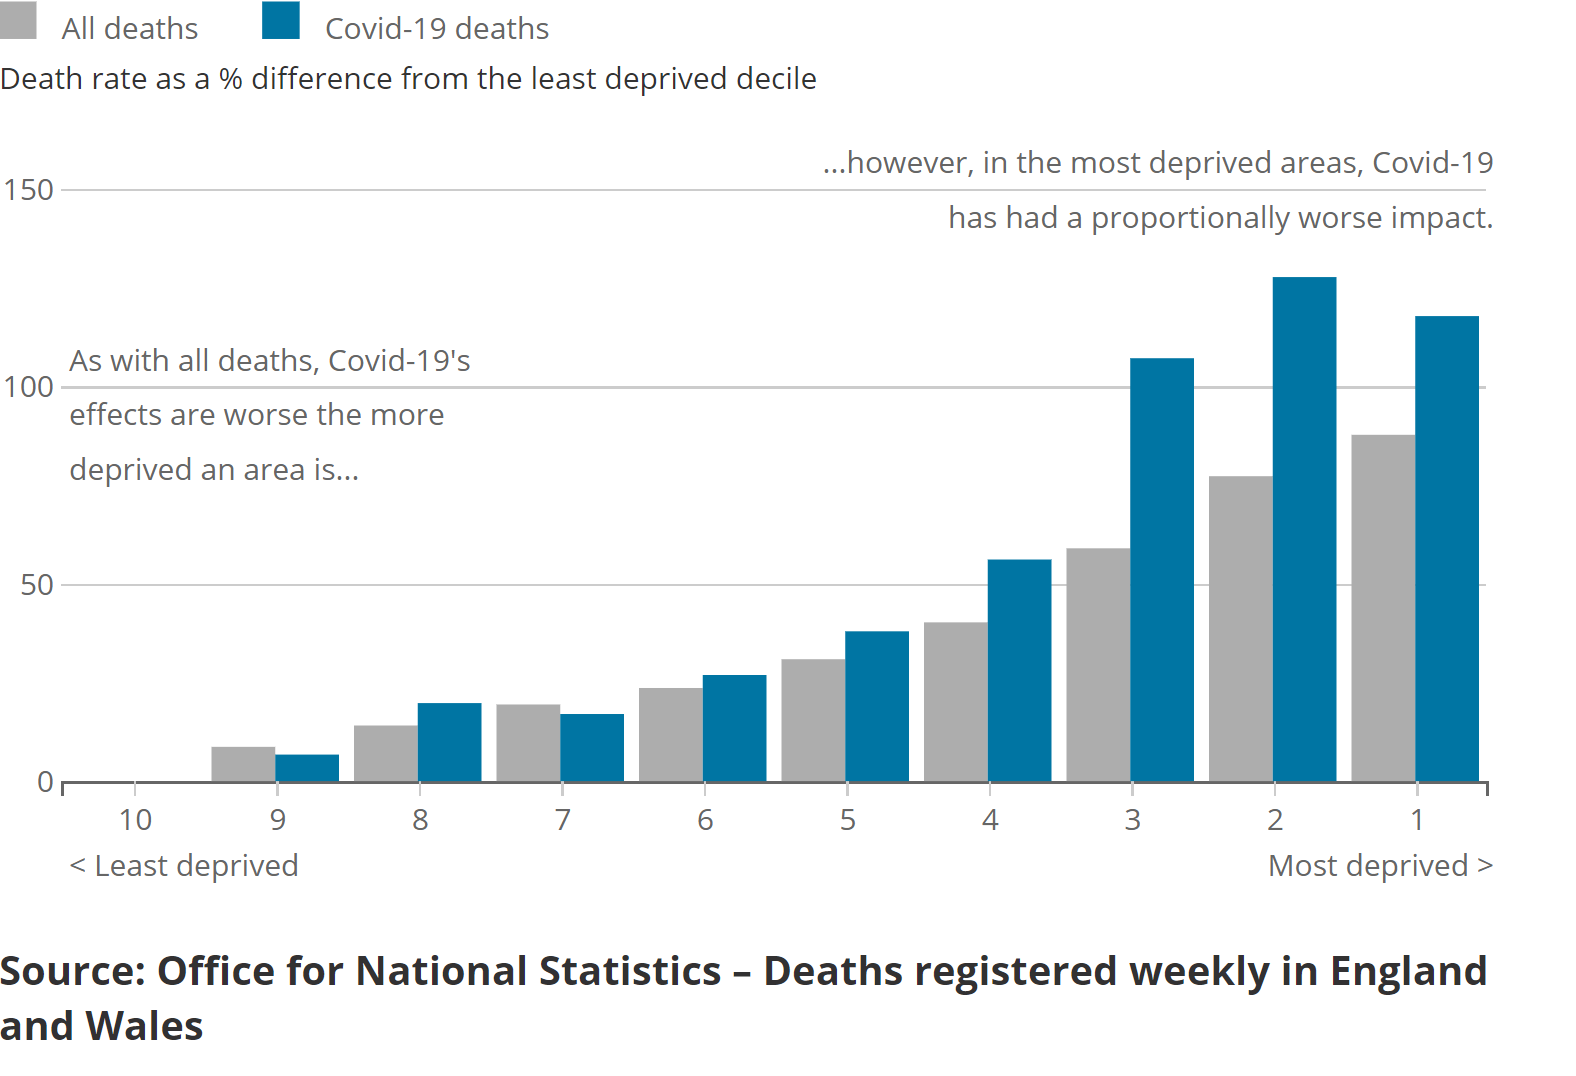 All deaths
Covid-19 deaths
Death rate as a % difference from the least deprived decile
...however, in the most deprived areas, Covid-19
has had a proportionally worse impact.
As with all deaths, Covid-19's
effects are worse the more
deprived an area is...
150
100
50
0
10 9 8 7 6 5 4 3 2 1
< Least deprived
Most deprived >
Source: Office for National Statistics – Deaths registered weekly in England
and Wales